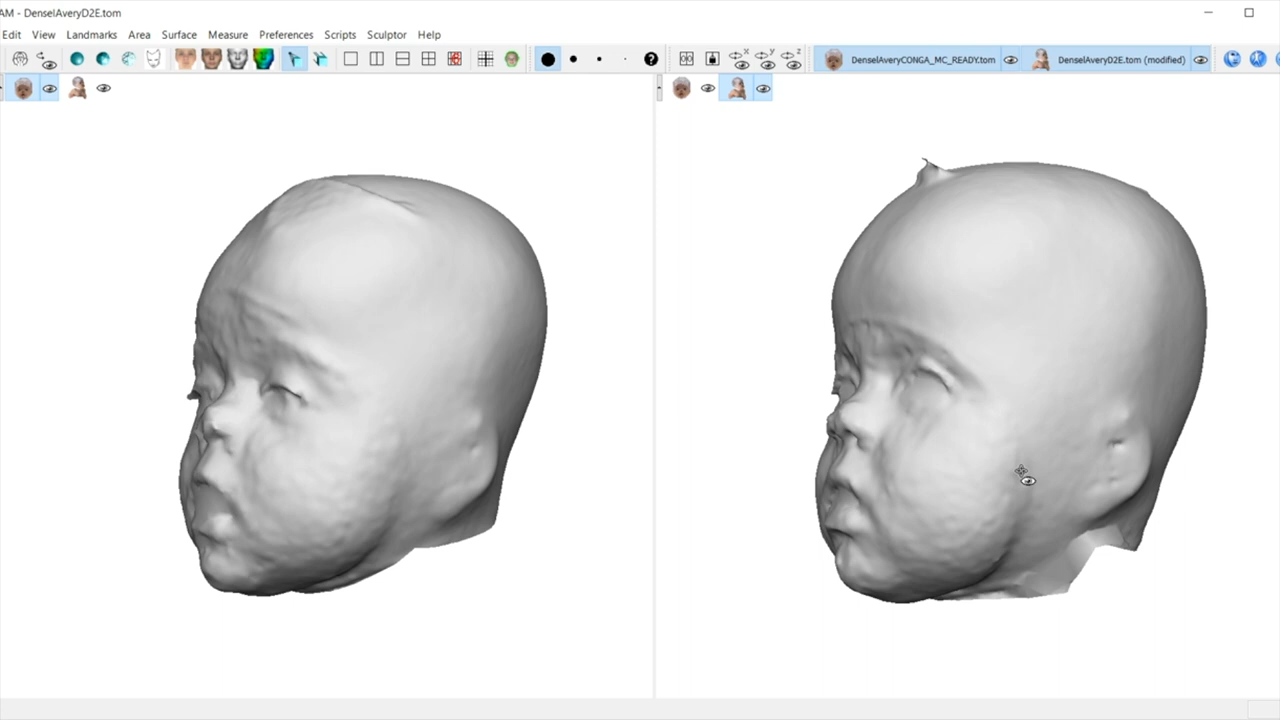 AM - DenselAveryD2E.tom
Edit View Landmarks Area Surface Measure Preferences Scripts Sculptor Help
x y z DenselAveryCONGA_MC_READY.tom DenselAveryD2E.tom (modified)